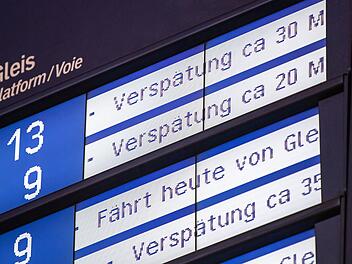 Gleis
Platform/Voie
- Verspätung ca 30 M
13
- Verspätung ca 20 M
9
- Fährt heute von Gle
9
- Verspätung ca 35